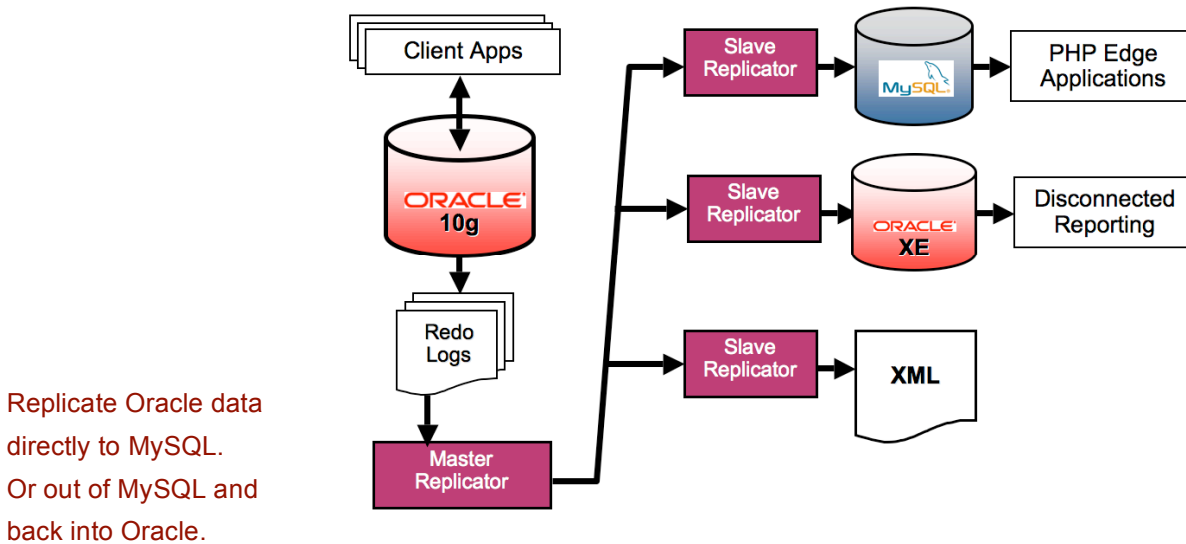 Client Apps
ORACLE
10g
Redo
Logs
Master
Replicator
Slave
Replicator
MySQL
PHP Edge
Applications
Slave
Replicator
ORACLE
XE
Disconnected
Reporting
Slave
Replicator
XML
Replicate Oracle data
directly to MySQL.
Or out of MySQL and
back into Oracle.